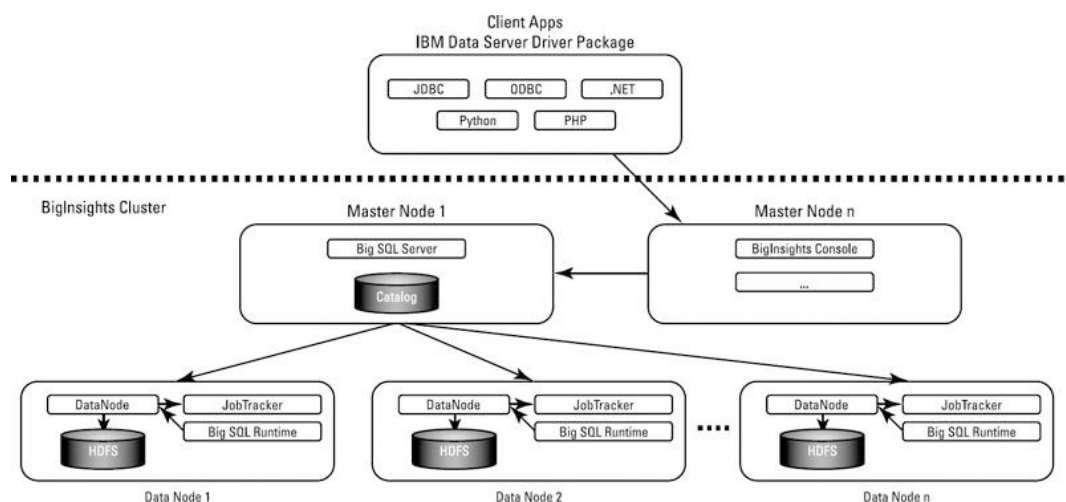 Client Apps
IBM Data Server Driver Package
JDBC
ODBC
.NET
Python
PHP
BigInsights Cluster
Master Node 1
Master Node n
Big SQL Server
BigInsights Console
Catalog
...
DataNode
JobTracker
Big SQL Runtime
HDFS
Data Node 1
DataNode
JobTracker
Big SQL Runtime
HDFS
Data Node 2
DataNode
JobTracker
Big SQL Runtime
HDFS
Data Node n